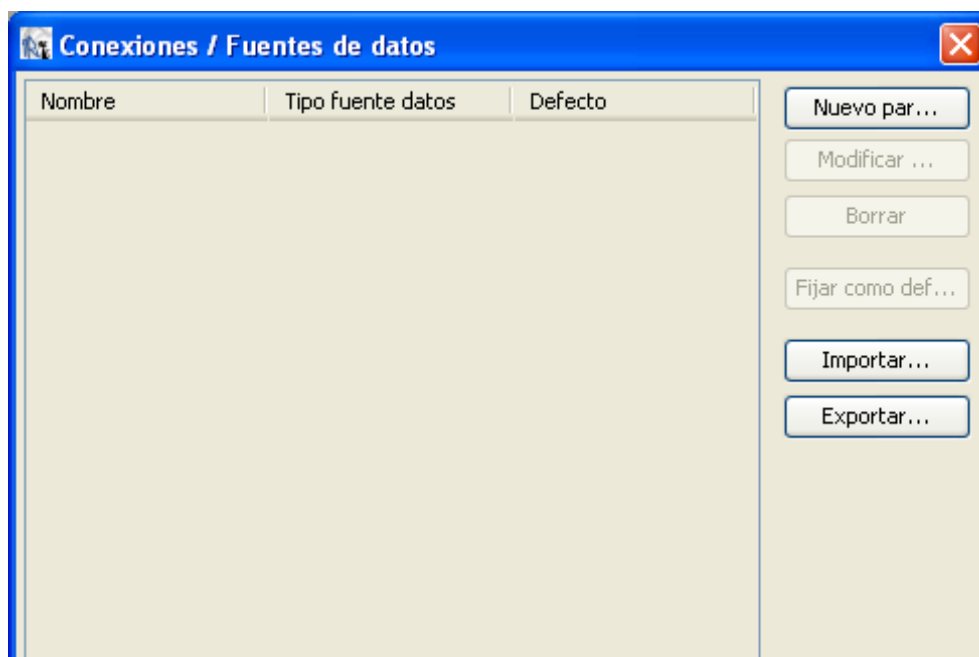 Conexiones / Fuentes de datos
Nombre Tipo fuente datos Defecto
Nuevo par...
Modificar ...
Borrar
Fijar como def...
Importar...
Exportar...